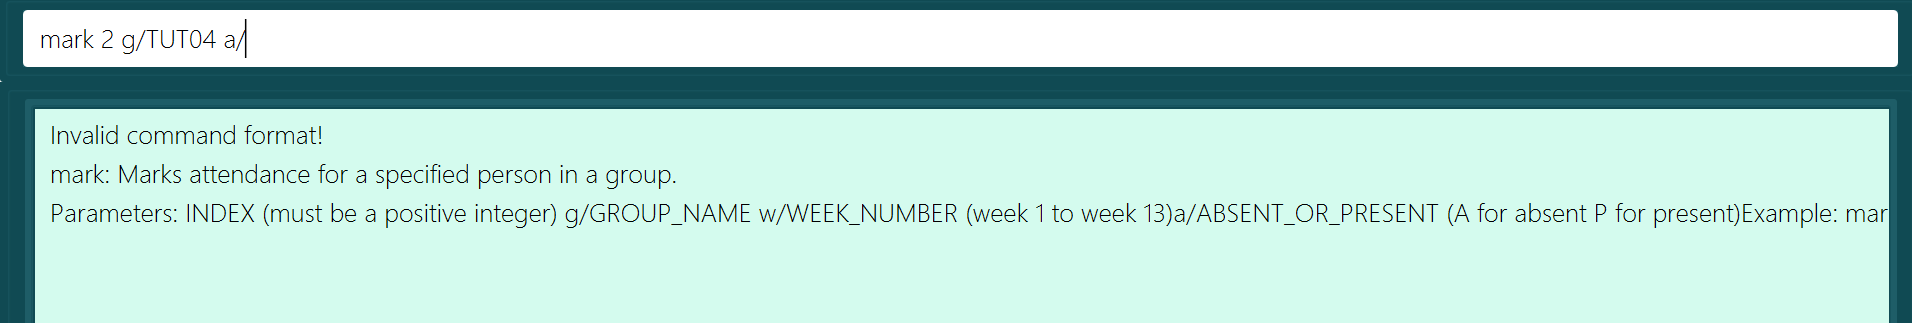 mark 2 g/TUT04 a/
Invalid command format!
mark: Marks attendance for a specified person in a group.
Parameters: INDEX (must be a positive integer) g/GROUP_NAME w/WEEK_NUMBER (week 1 to week 13)a/ABSENT_OR_PRESENT (A for absent P for present)Example: mar